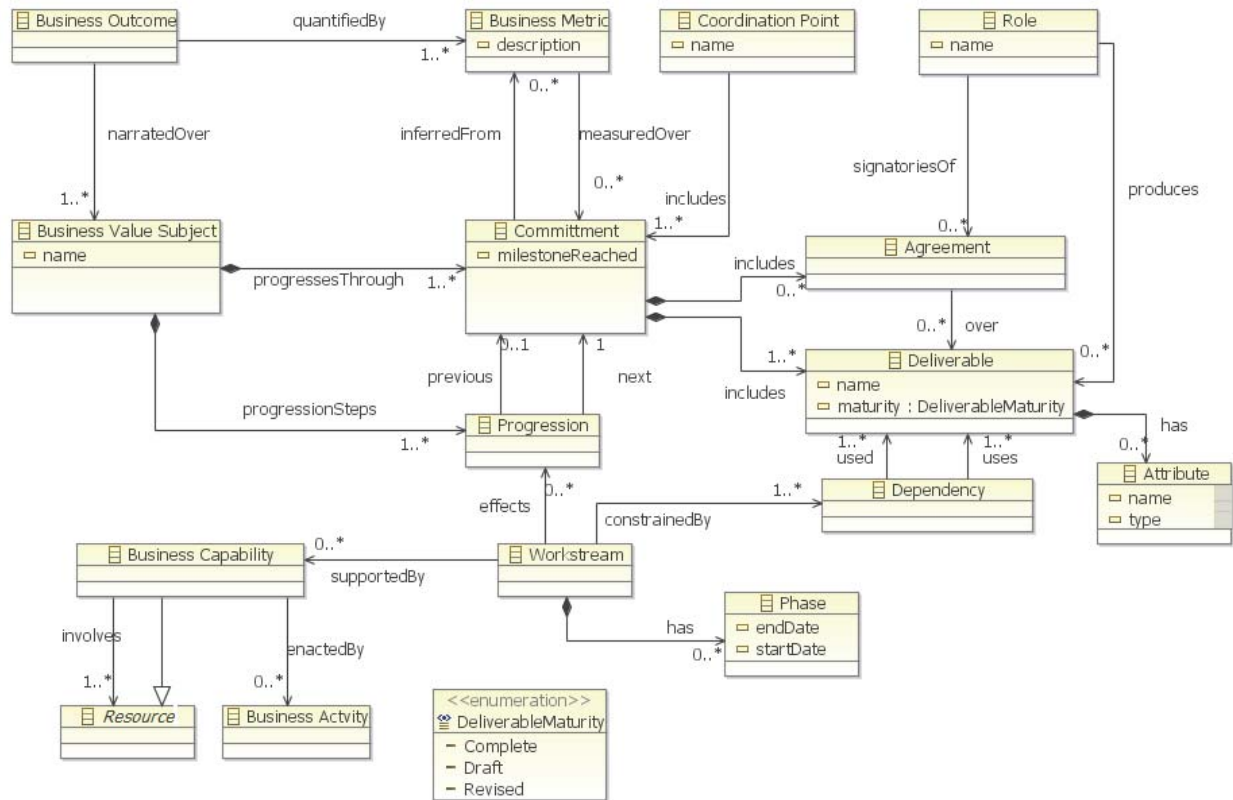 Business Outcome
quantifiedBy
1..*
Business Metric
description
0..*
Coordination Point
name
Role
name
narratedOver
1..*
inferredFrom
measuredOver
0..*
includes
1..*
signatoriesOf
0..*
produces
0..*
Business Value Subject
name
progressesThrough
1..*
Committment
milestoneReached
includes
0..*
Agreement
0..*
over
1..*
includes
Deliverable
name
maturity : DeliverableMaturity
has
0..*
0..1
1
previous
next
progressionSteps
1..*
Progression
1..*
used
1..*
uses
Attribute
name
type
effects
0..*
constrainedBy
1..*
Dependency
Business Capability
0..*
supportedBy
Workstream
has
0..*
Phase
endDate
startDate
involves
1..*
enactedBy
0..*
Resource
Business Actvity
<<enumeration>>
DeliverableMaturity
Complete
Draft
Revised